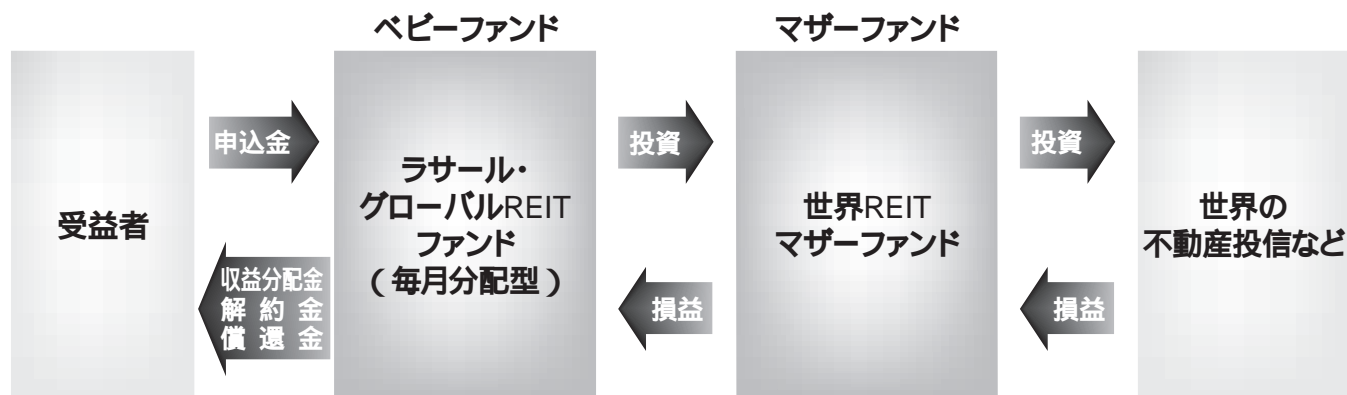 ベビーファンド
マザーファンド
受益者
申込金
収益分配金
解約金
償還金
ラサール・
グローバルREIT
ファンド
(毎月分配型)
投資
損益
世界REIT
マザーファンド
投資
損益
世界の
不動産投信など